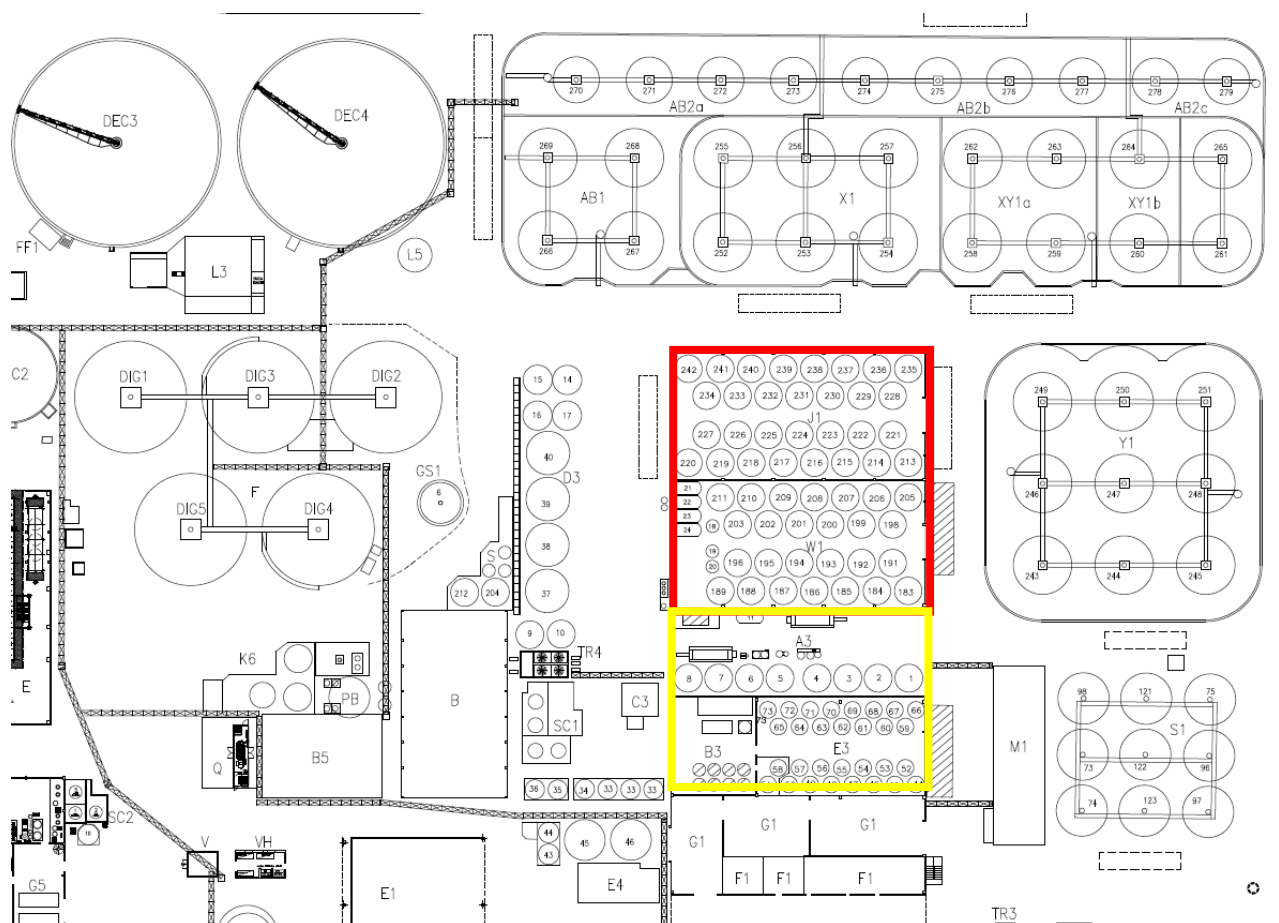 270 271 272 273 274 275 276 277 278 279
AB2a AB2b AB2c
DEC3 DEC4
269 268 255 256 257 262 263 264 265
AB1 X1 XY1a XY1b
266 267 252 253 254 258 259 260 261
FF1 L3 L5
C2 DIG1 DIG3 DIG2
15 14
16 17
40
D3
GS1
6
39
F
DIG5 DIG4
38
S
37
212 204
242 241 240 239 238 237 236 235
234 233 232 231 230 229 228
J1
227 226 225 224 223 222 221
220 219 218 217 216 215 214 213
21
22
23
24
211 210 209 208 207 206 205
18 203 202 201 200 199 198
W1
19
20
196 195 194 193 192 191
189 188 187 186 185 184 183
249 250 251
Y1
246 247 248
243 244 245
9 10
TR4
A3
8 7 6 5 4 3 2 1
K6
PB
E
B
SC1
C3
73 72 71 70 69 68 67 66
73
65 64 63 62 61 60 59
B3 E3
58 57 56 55 54 53 52
M1
98 121 75
S1
73 122 96
74 123 97
Q B5
36 35 34 33 33 33
SC2
44
43
45 46
G1 G1 G1
V VH
E4
F1 F1 F1
G5
E1
TR3